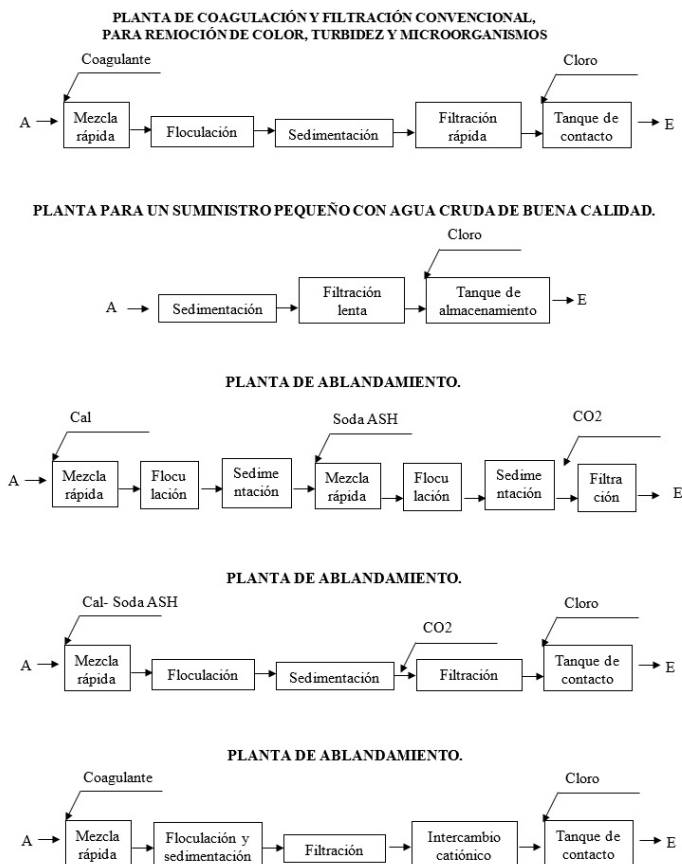 PLANTA DE COAGULACIÓN Y FILTRACIÓN CONVENCIONAL,
PARA REMOCIÓN DE COLOR, TURBIDEZ Y MICROORGANISMOS
Coagulante
Cloro
A
Mezcla
rápida
Floculación
Sedimentación
Filtración
rápida
Tanque de
contacto
E
PLANTA PARA UN SUMINISTRO PEQUEÑO CON AGUA CRUDA DE BUENA CALIDAD.
Cloro
A
Sedimentación
Filtración
lenta
Tanque de
almacenamiento
E
PLANTA DE ABLANDAMIENTO.
Cal
Soda ASH
CO2
A
Mezcla
rápida
Flocu
lación
Sedime
ntación
Mezcla
rápida
Flocu
lación
Sedime
ntación
Filtra
ción
E
PLANTA DE ABLANDAMIENTO.
Cal- Soda ASH
CO2
Cloro
A
Mezcla
rápida
Floculación
Sedimentación
Filtración
Tanque de
contacto
E
PLANTA DE ABLANDAMIENTO.
Coagulante
Cloro
A
Mezcla
rápida
Floculación y
sedimentación
Filtración
Intercambio
catiónico
Tanque de
contacto
E